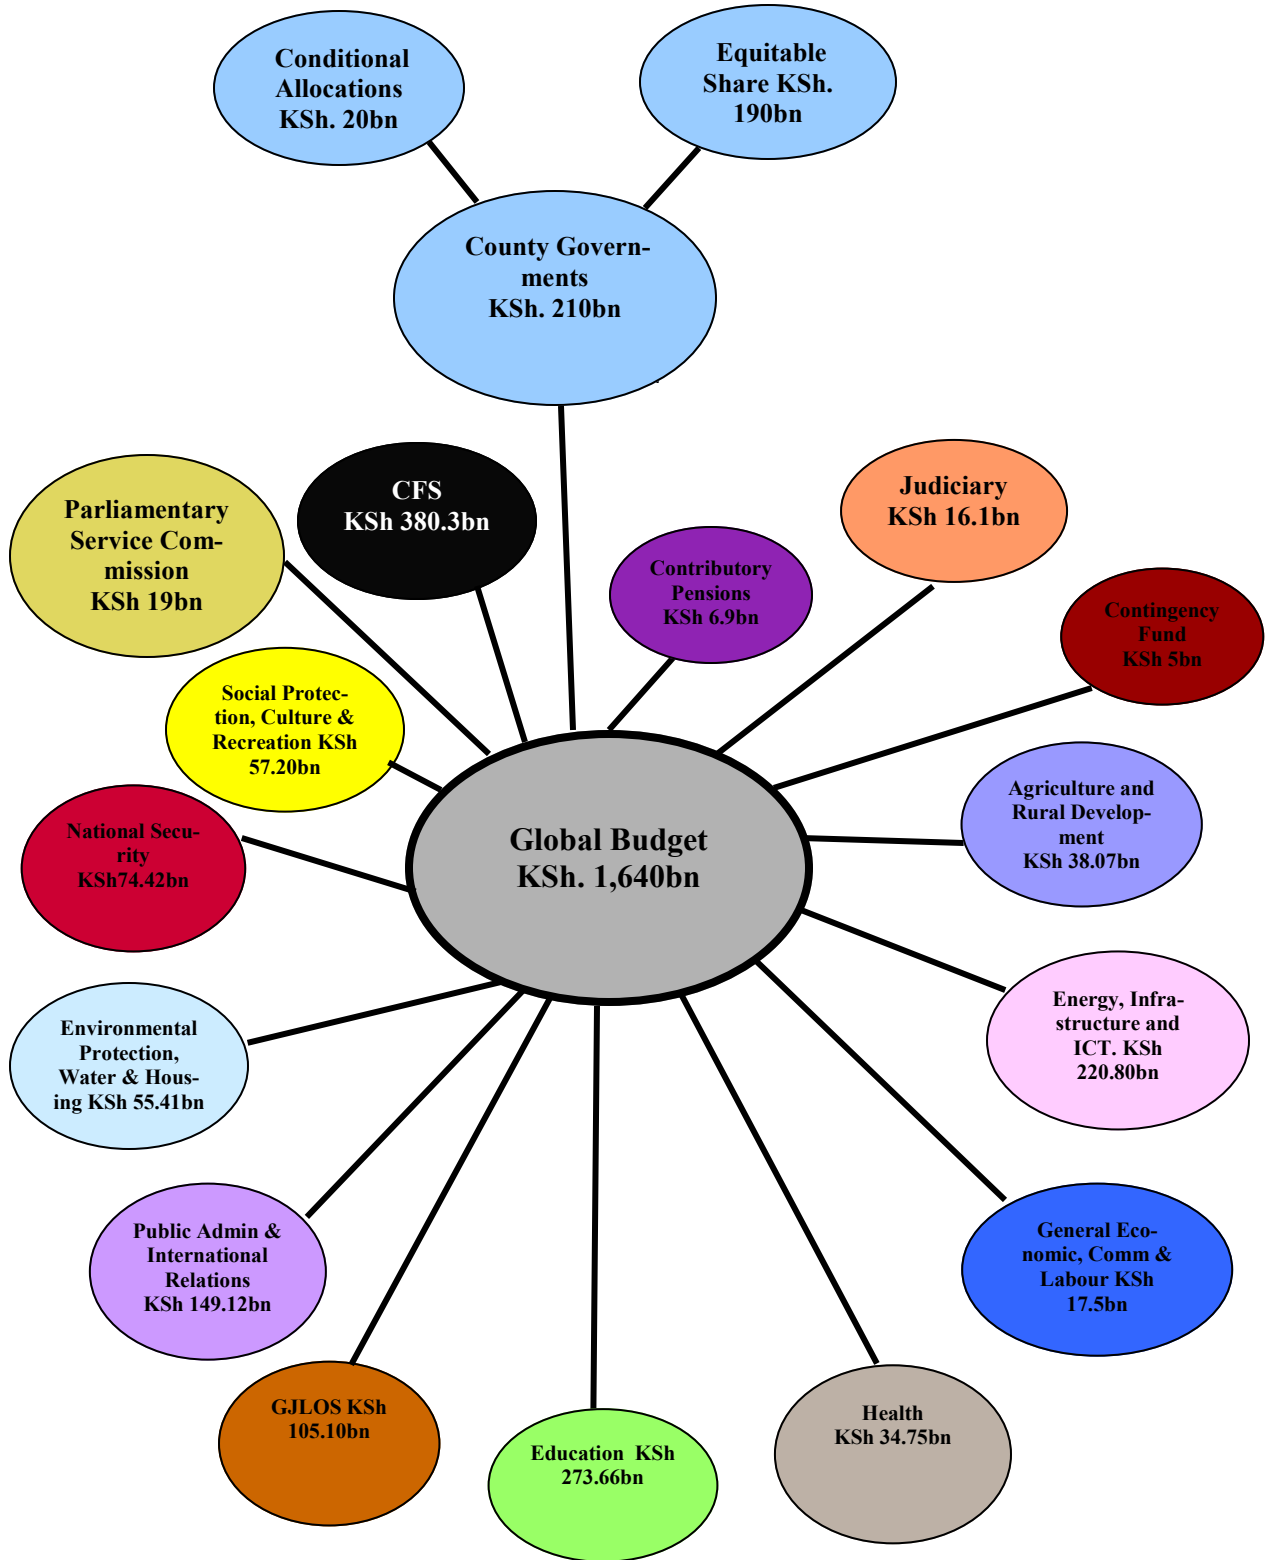 Conditional
Allocations
KSh. 20bn
Equitable
Share KSh.
190bn
County Govern-
ments
KSh. 210bn
Parliamentary
Service Com-
mission
KSh 19bn
CFS
KSh 380.3bn
Contributory
Pensions
KSh 6.9bn
Judiciary
KSh 16.1bn
Contingency
Fund
KSh 5bn
Social Protec-
tion, Culture &
Recreation KSh
57.20bn
National Secu-
rity
KSh74.42bn
Global Budget
KSh. 1,640bn
Agriculture and
Rural Develop-
ment
KSh 38.07bn
Environmental
Protection,
Water & Hous-
ing KSh 55.41bn
Energy, Infra-
structure and
ICT. KSh
220.80bn
Public Admin &
International
Relations
KSh 149.12bn
General Eco-
nomic, Comm &
Labour KSh
17.5bn
GJLOS KSh
105.10bn
Education  KSh
273.66bn
Health
KSh 34.75bn